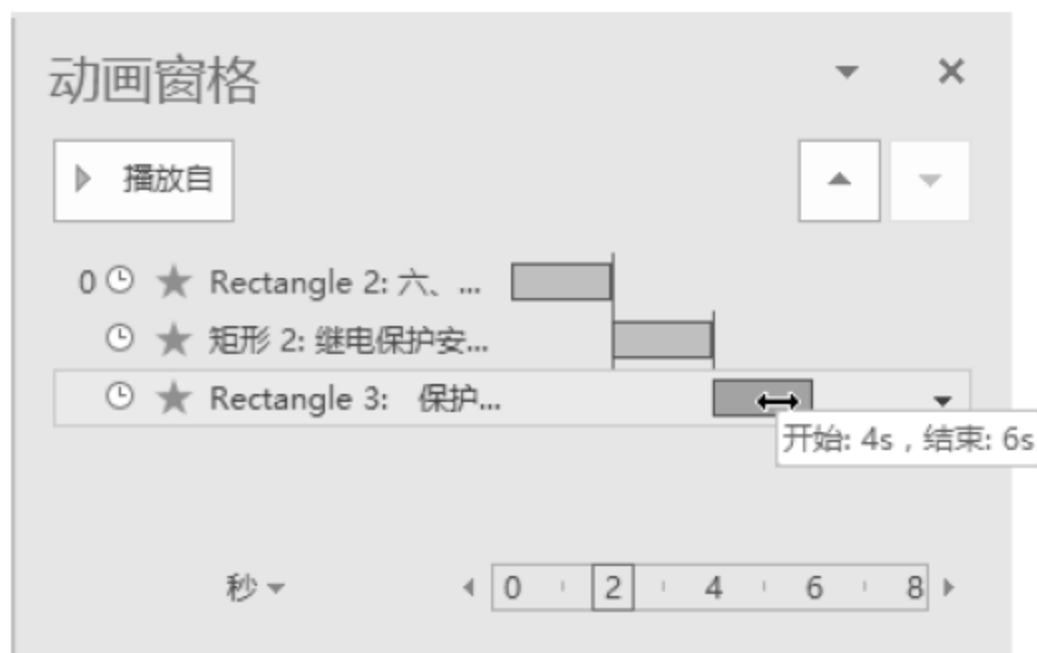 动画窗格
播放自
0 Rectangle 2: 六、...
矩形 2: 继电保护安...
Rectangle 3: 保护...
开始: 4s，结束: 6s
秒 0 2 4 6 8